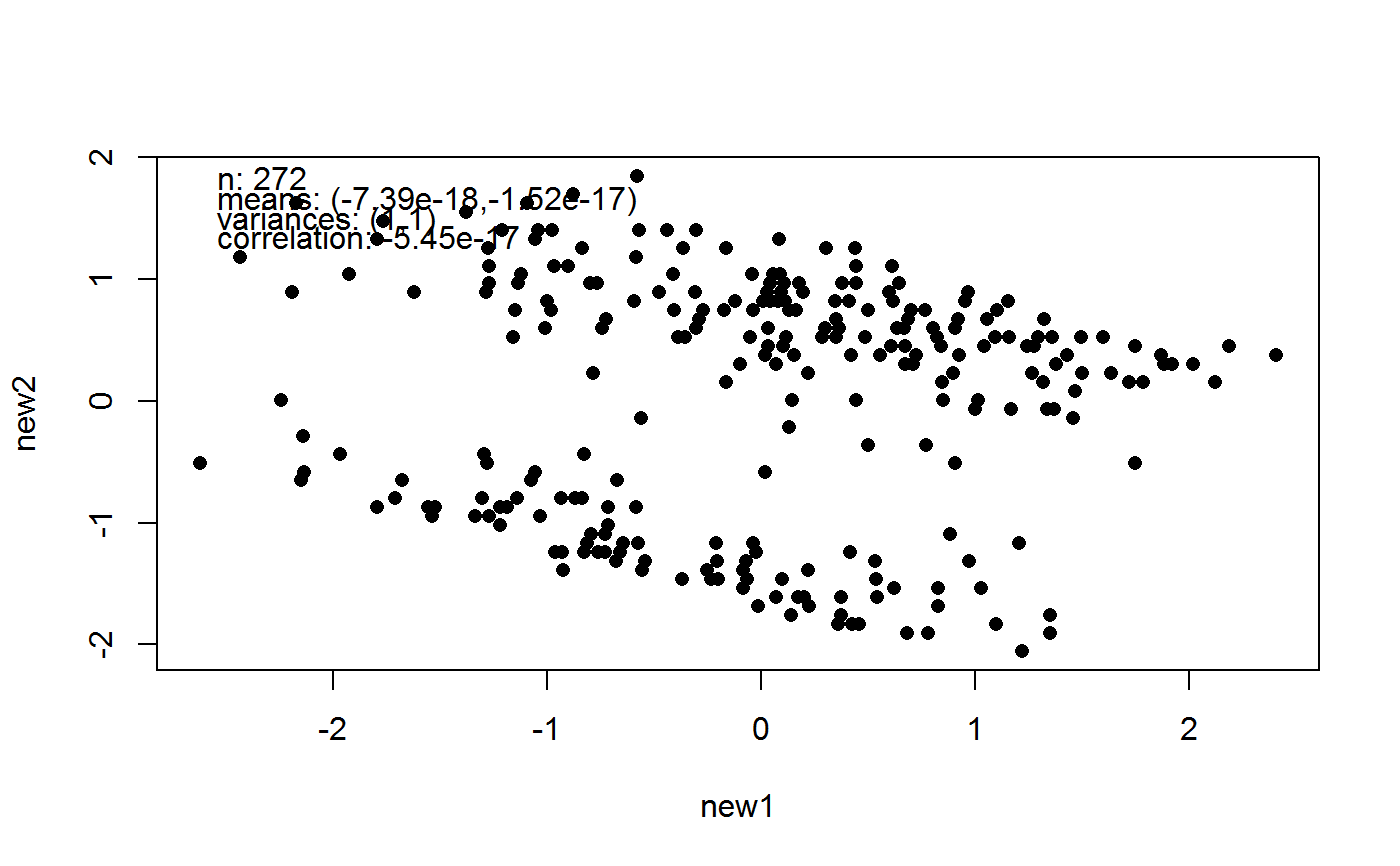 n: 272
means: (-7.39e-18,-1.52e-17)
variances: (1,1)
correlation: -5.45e-17
2
1
0
-1
-2
new2
-2 -1 0 1 2
new1